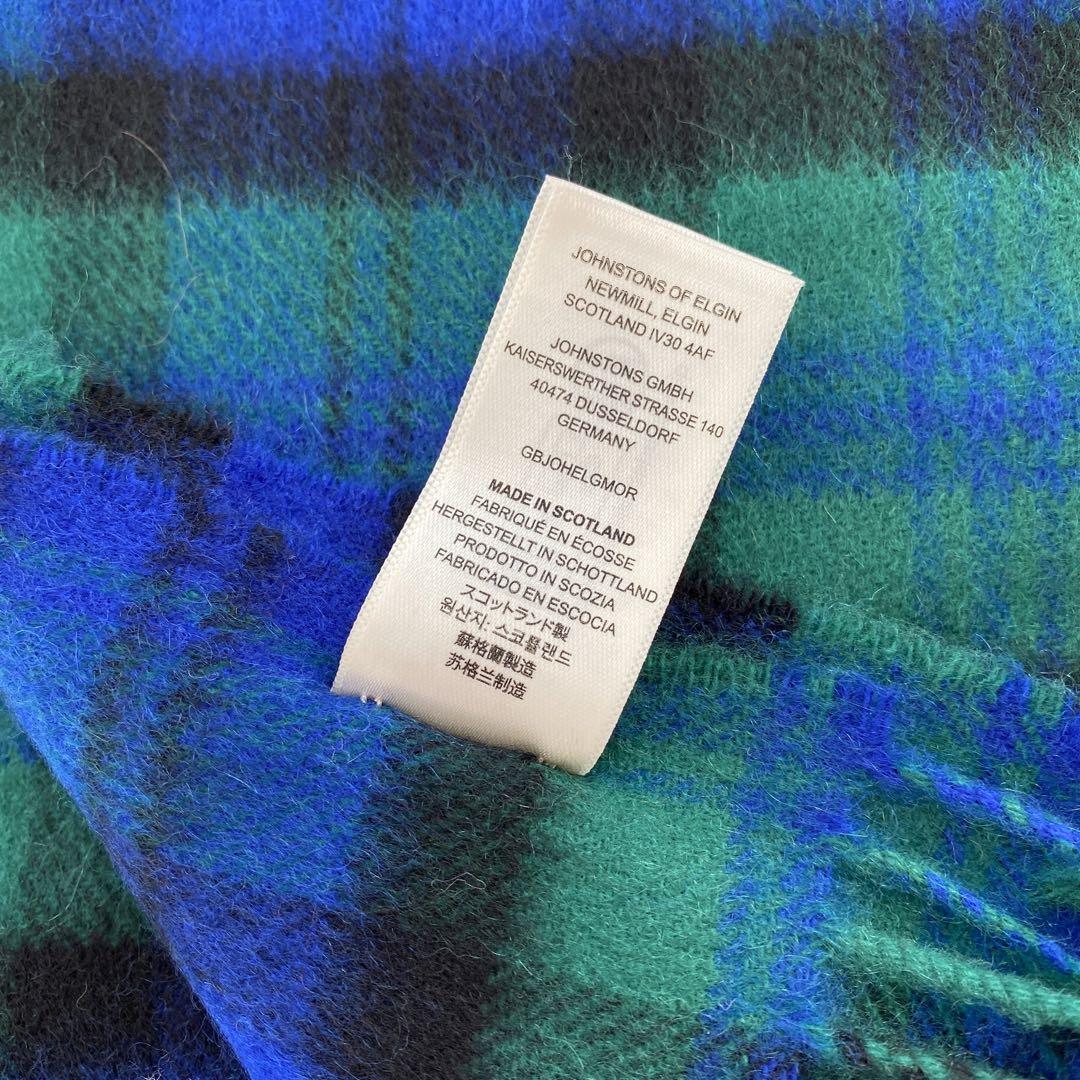 JOHNSTONS OF ELGIN
NEWMILL, ELGIN
SCOTLAND IV30 4AF
JOHNSTONS GMBH
KAISERSWERTHER STRASSE 140
40474 DUSSELDORF
GERMANY
GBJOHELGMOR
MADE IN SCOTLAND
FABRIQUÉ EN ÉCOSSE
HERGESTELLT IN SCHOTTLAND
PRODOTTO IN SCOZIA
FABRICADO EN ESCOCIA
スコットランド製
원산지: 스코틀랜드
蘇格蘭製造
苏格兰制造